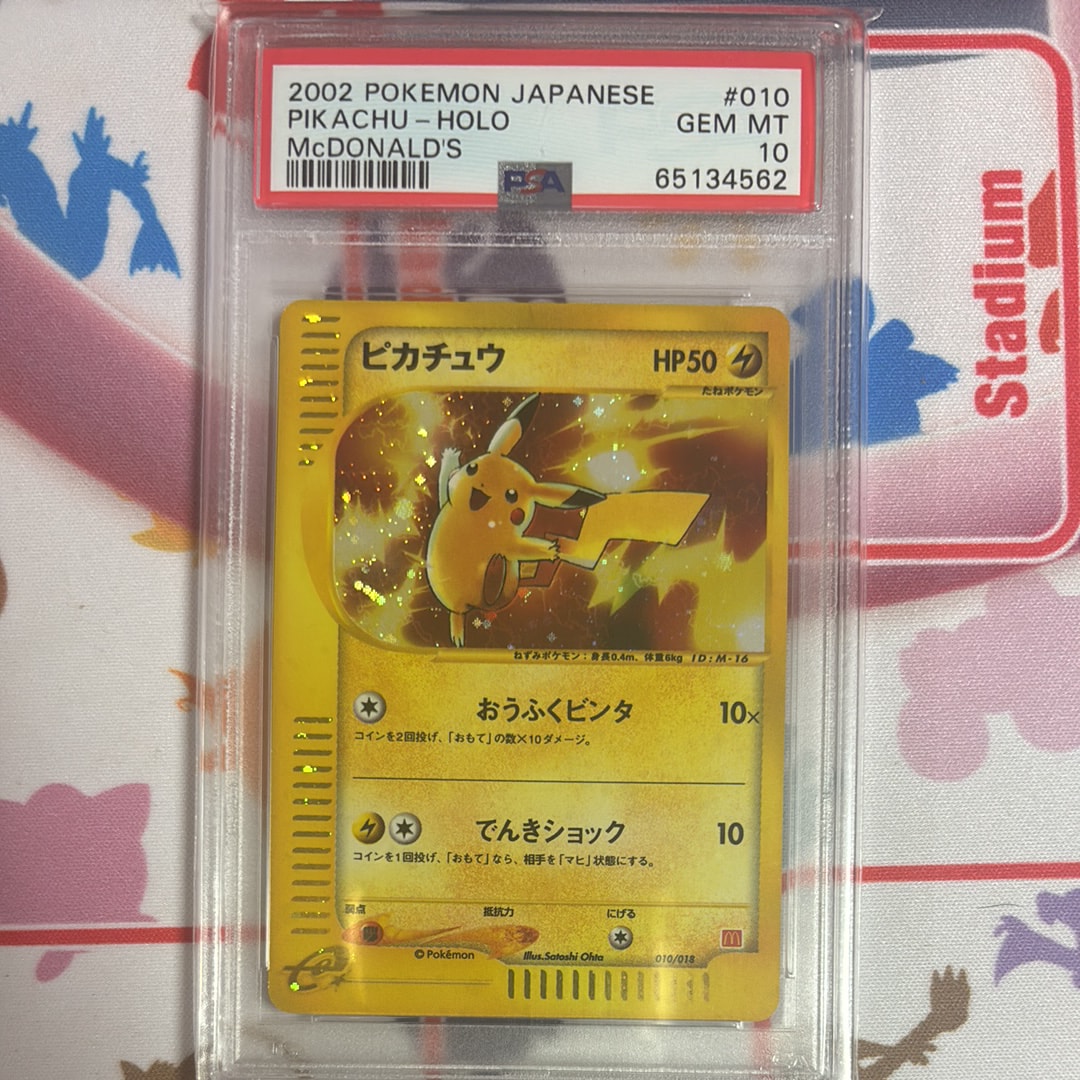 2002 POKEMON JAPANESE #010
PIKACHU - HOLO GEM MT
McDONALD'S 10
PSA 65134562
Stadium
ピカチュウ HP50
たねポケモン
ねずみポケモン：身長0.4m、体重6kg ID:M-16
おうふくビンタ 10×
コインを2回投げ、「おもて」の数×10ダメージ。
でんきショック 10
コインを1回投げ、「おもて」なら、相手を「マヒ」状態にする。
弱点 抵抗力 にげる
©Pokémon Illus.Satoshi Ohta 010/018